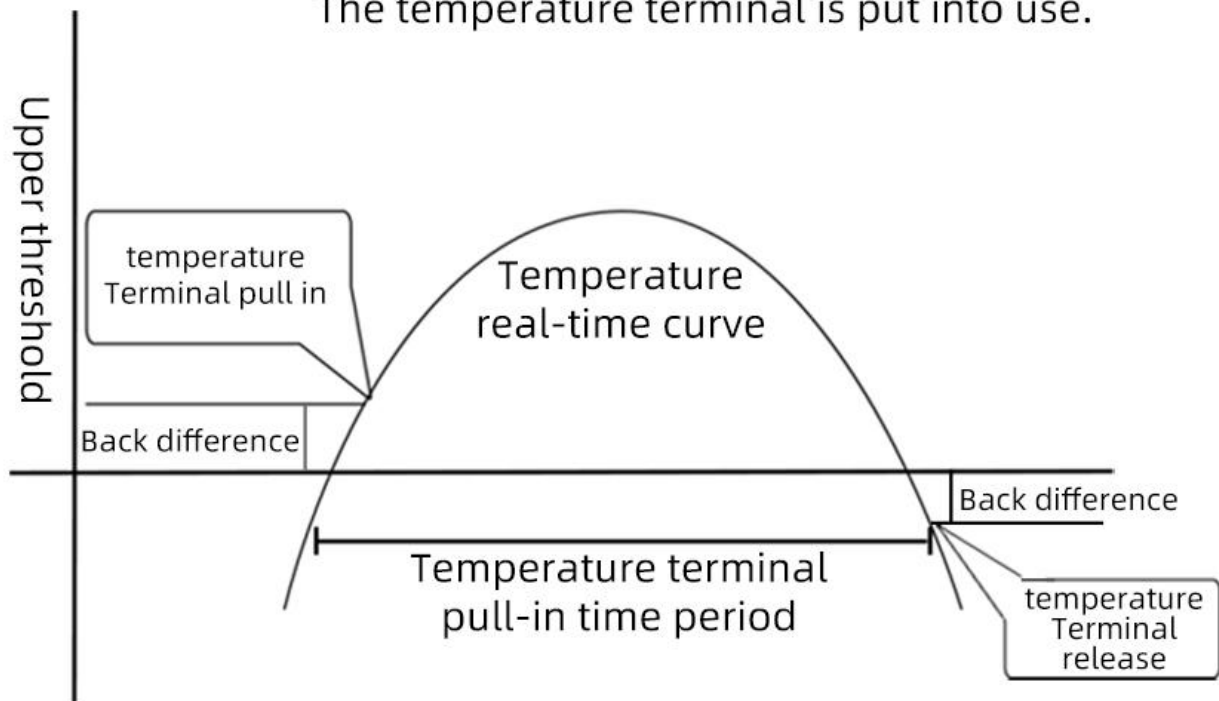 The temperature terminal is put into use.
Upper threshold
temperature
Terminal pull in
Temperature
real-time curve
Back difference
Back difference
Temperature terminal
pull-in time period
temperature
Terminal
release